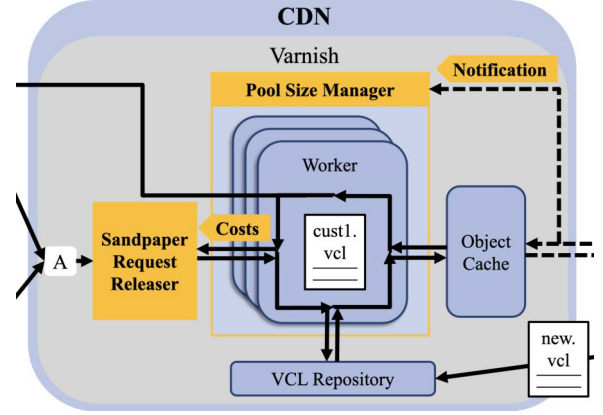 CDN
Varnish
Notification
Pool Size Manager
Worker
Costs
cust1.
vcl
Sandpaper
Request
Releaser
A
Object
Cache
new.
vcl
VCL Repository